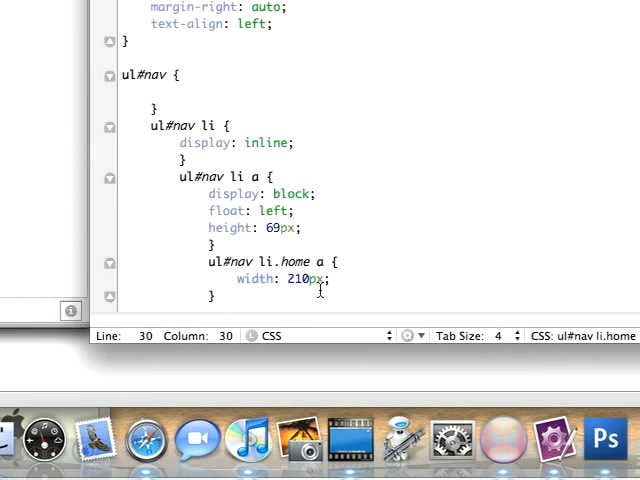 margin-right: auto;
text-align: left;
}
ul#nav {
}
ul#nav li {
display: inline;
}
ul#nav li a {
display: block;
float: left;
height: 69px;
}
ul#nav li.home a {
width: 210px;
}
Line: 30 Column: 30 L CSS Tab Size: 4 CSS: ul#nav li.home
Ps